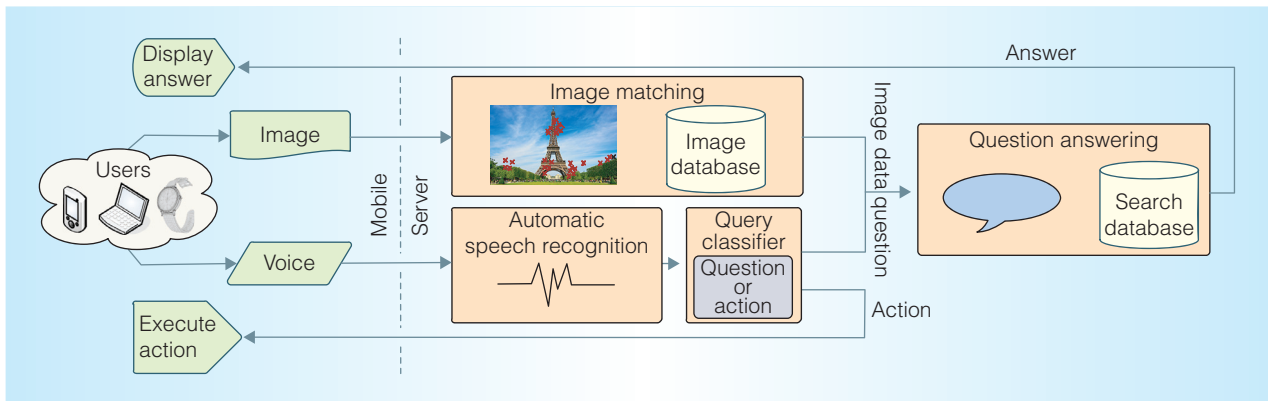 Display
answer
Answer
Image
Image matching
Image
database
Users
Mobile
Server
Image data question
Question answering
Search
database
Voice
Automatic
speech recognition
Query
classifier
Question
or
action
Execute
action
Action